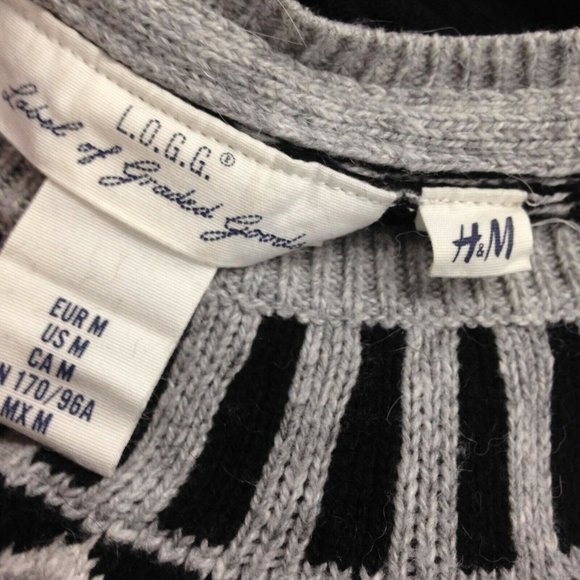 L.O.G.G.®
Label of Graded Goods
H&M
EUR M
US M
CA M
N 170/96A
MX M